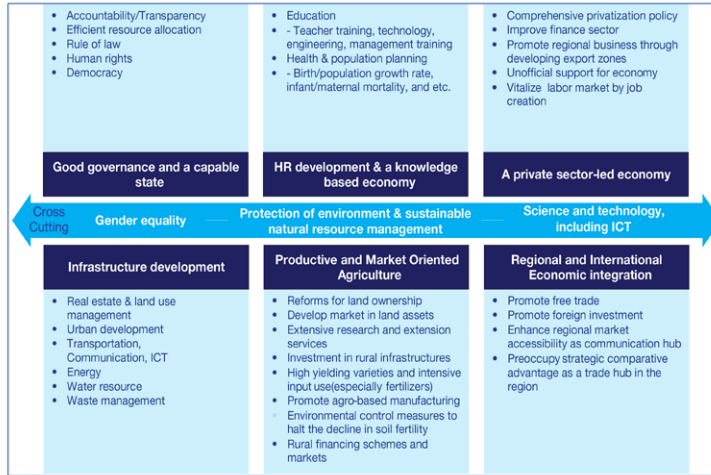 Accountability/Transparency
Efficient resource allocation
Rule of law
Human rights
Democracy
Good governance and a capable
state
Education
- Teacher training, technology,
engineering, management training
Health & population planning
- Birth/population growth rate,
infant/maternal mortality, and etc.
HR development & a knowledge
based economy
Comprehensive privatization policy
Improve finance sector
Promote regional business through
developing export zones
Unofficial support for economy
Vitalize labor market by job
creation
A private sector-led economy
Cross
Cutting
Gender equality
Protection of environment & sustainable
natural resource management
Science and technology,
including ICT
Infrastructure development
Real estate & land use
management
Urban development
Transportation,
Communication, ICT
Energy
Water resource
Waste management
Productive and Market Oriented
Agriculture
Reforms for land ownership
Develop market in land assets
Extensive research and extension
services
Investment in rural infrastructures
High yielding varieties and intensive
input use(especially fertilizers)
Promote agro-based manufacturing
Environmental control measures to
halt the decline in soil fertility
Rural financing schemes and
markets
Regional and International
Economic integration
Promote free trade
Promote foreign investment
Enhance regional market
accessibility as communication hub
Preoccupy strategic comparative
advantage as a trade hub in the
region